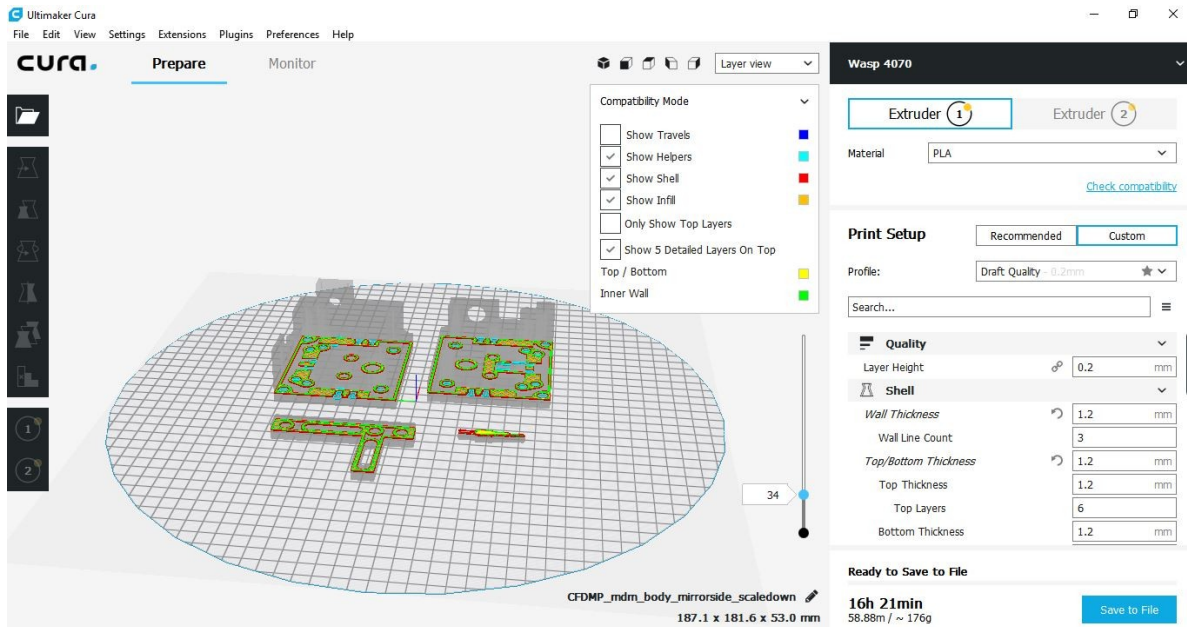 Ultimaker Cura
File Edit View Settings Extensions Plugins Preferences Help
cura.
Prepare
Monitor
Layer view
Compatibility Mode
Show Travels
Show Helpers
Show Shell
Show Infill
Only Show Top Layers
Show 5 Detailed Layers On Top
Top / Bottom
Inner Wall
34
1
2
CFDMP_mdm_body_mirrorside_scaledown
187.1 x 181.6 x 53.0 mm
Wasp 4070
Extruder 1 Extruder 2
Material PLA
Check compatibility
Print Setup Recommended Custom
Profile: Draft Quality - 0.2mm
Search...
Quality
Layer Height 0.2 mm
Shell
Wall Thickness 1.2 mm
Wall Line Count 3
Top/Bottom Thickness 1.2 mm
Top Thickness 1.2 mm
Top Layers 6
Bottom Thickness 1.2 mm
Ready to Save to File
16h 21min
58.88m / ~ 176g
Save to File